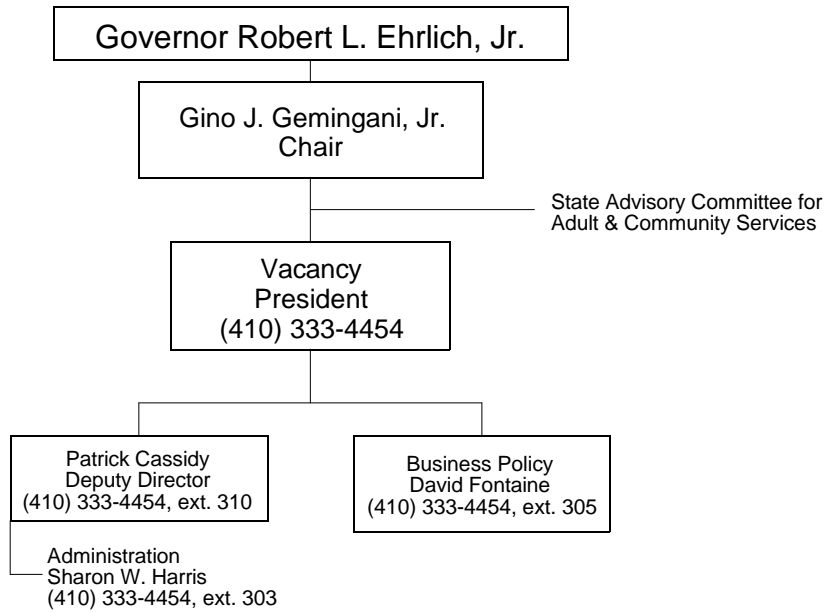 Governor Robert L. Ehrlich, Jr.
Gino J. Gemingani, Jr.
Chair
State Advisory Committee for
Adult & Community Services
Vacancy
President
(410) 333-4454
Patrick Cassidy
Deputy Director
(410) 333-4454, ext. 310
Business Policy
David Fontaine
(410) 333-4454, ext. 305
Administration
Sharon W. Harris
(410) 333-4454, ext. 303